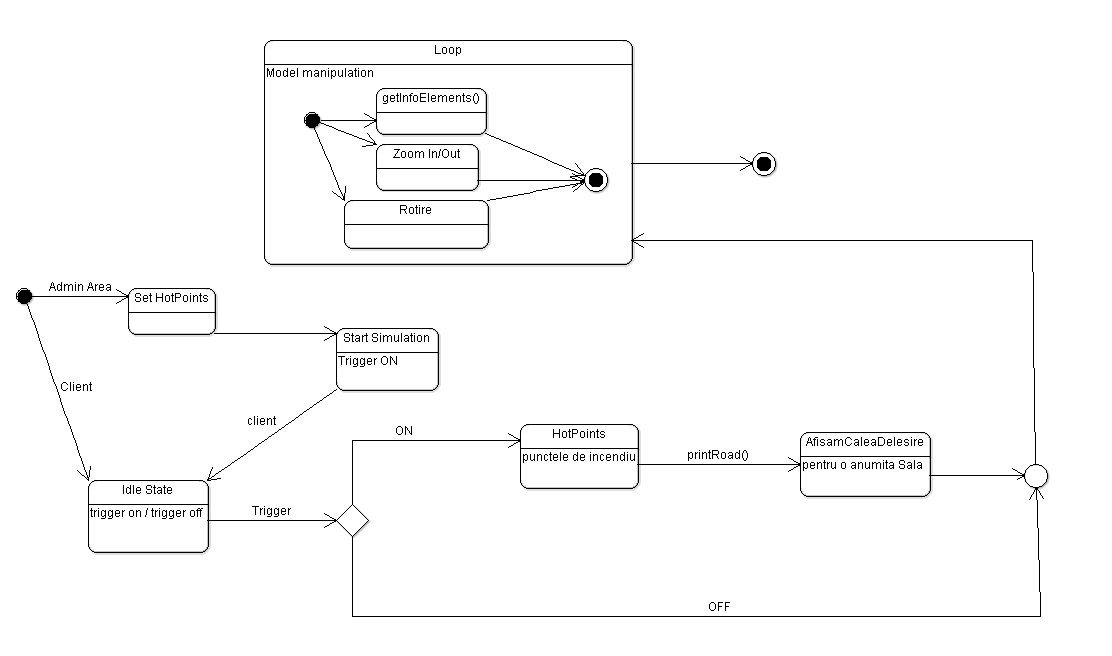 Loop
Model manipulation
getInfoElements()
Zoom In/Out
Rotire
Admin Area
Set HotPoints
Start Simulation
Trigger ON
Client
client
ON
HotPoints
punctele de incendiu
printRoad()
AfisamCaleaDeIesire
pentru o anumita Sala
Idle State
trigger on / trigger off
Trigger
OFF